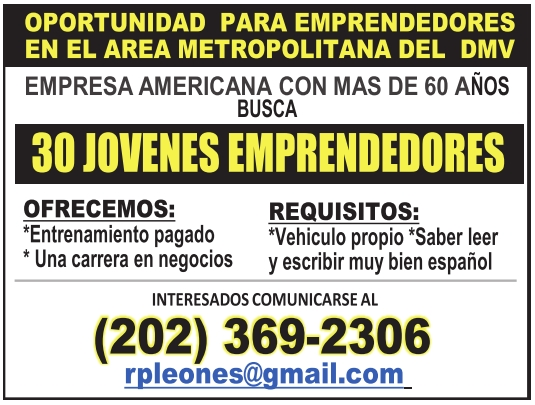 OPORTUNIDAD PARA EMPRENDEDORES
EN EL AREA METROPOLITANA DEL DMV
EMPRESA AMERICANA CON MAS DE 60 AÑOS
BUSCA
30 JOVENES EMPRENDEDORES
OFRECEMOS:
*Entrenamiento pagado
* Una carrera en negocios
REQUISITOS:
*Vehiculo propio *Saber leer
y escribir muy bien español
INTERESADOS COMUNICARSE AL
(202) 369-2306
rpleones@gmail.com